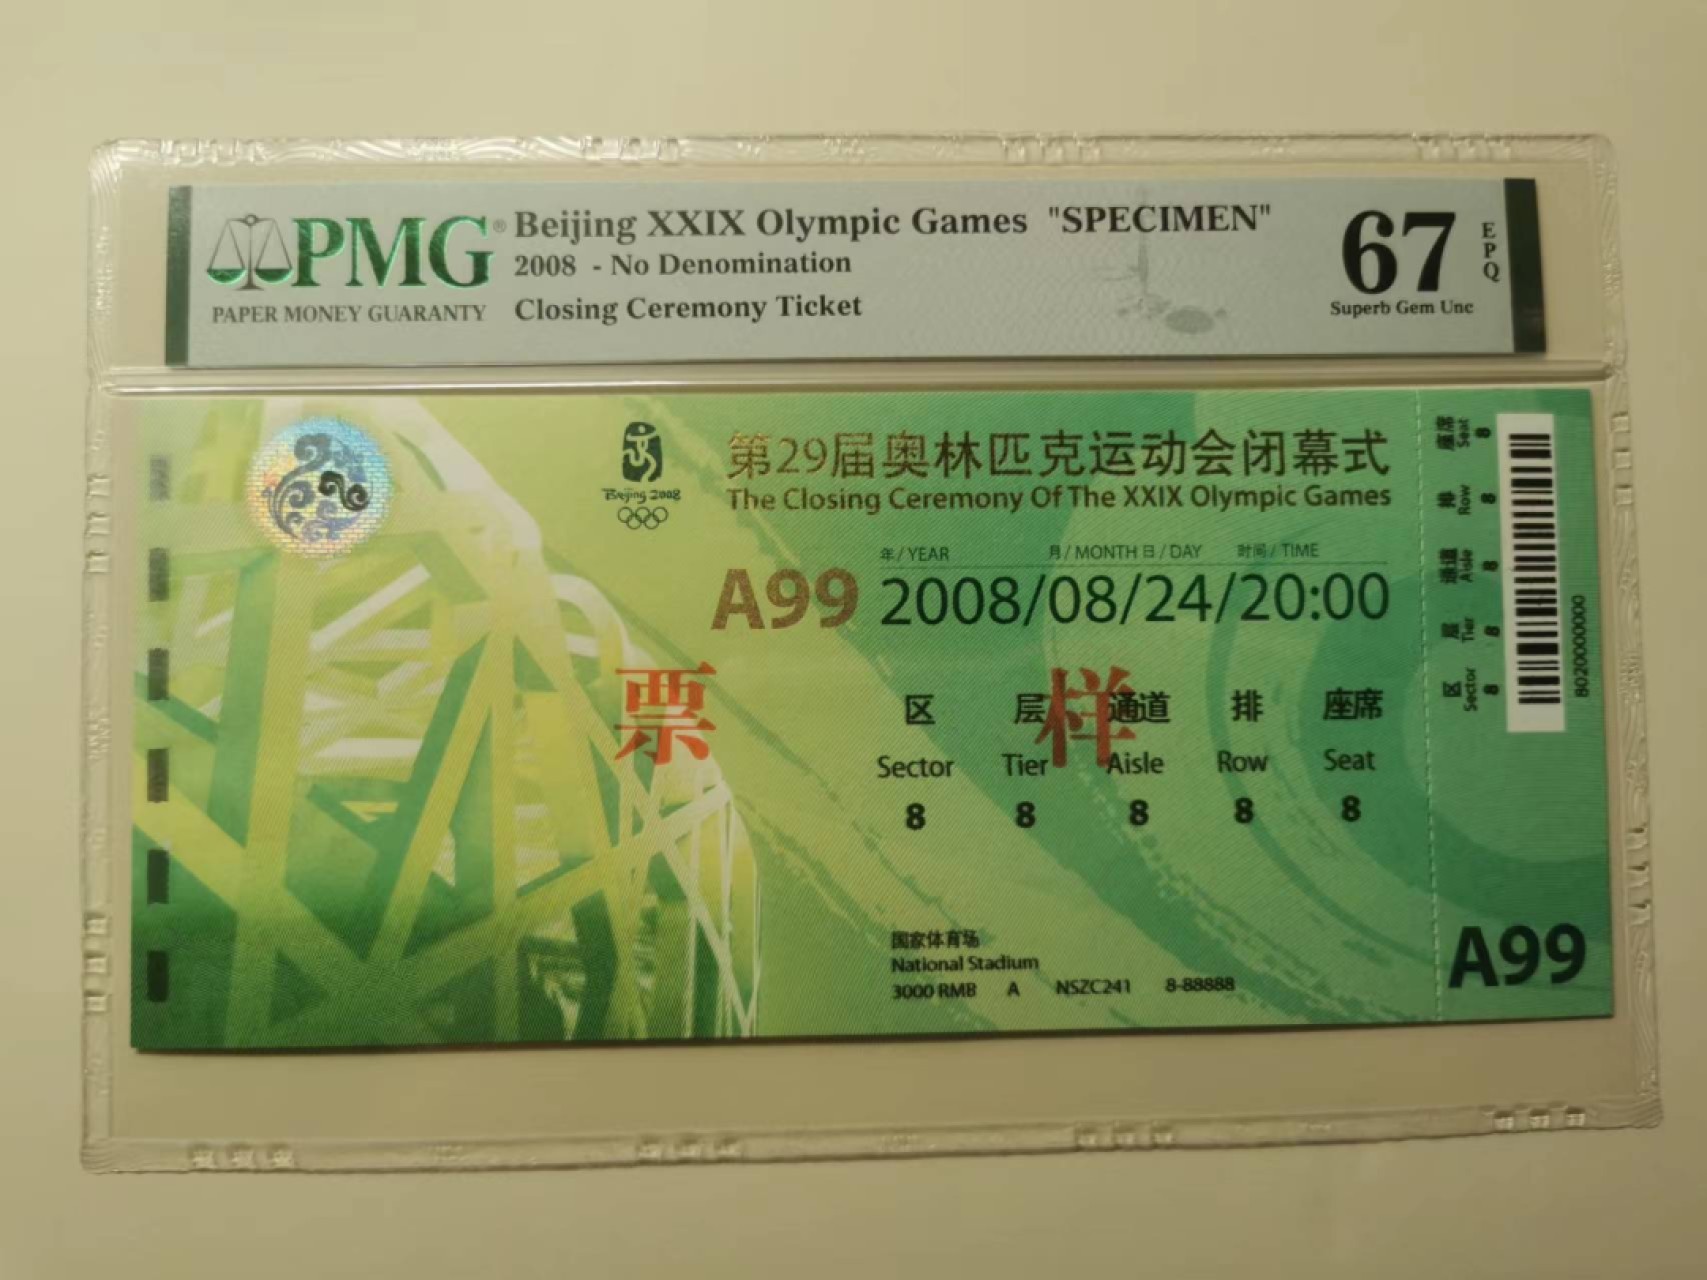 PMG® Beijing XXIX Olympic Games "SPECIMEN"
2008 - No Denomination
PAPER MONEY GUARANTY Closing Ceremony Ticket
67
EPQ
Superb Gem Unc
Beijing 2008
第29届奥林匹克运动会闭幕式
The Closing Ceremony Of The XXIX Olympic Games
年/YEAR 月/MONTH 日/DAY 时间/TIME
A99 2008/08/24/20:00
票样
区 层 通道 排 座席
Sector Tier Aisle Row Seat
8 8 8 8 8
国家体育场
National Stadium
3000 RMB A NSZC241 8-88888
座席 Seat 8
排 Row 8
通道 Aisle 8
层 Tier 8
区 Sector 8
8020000000
A99